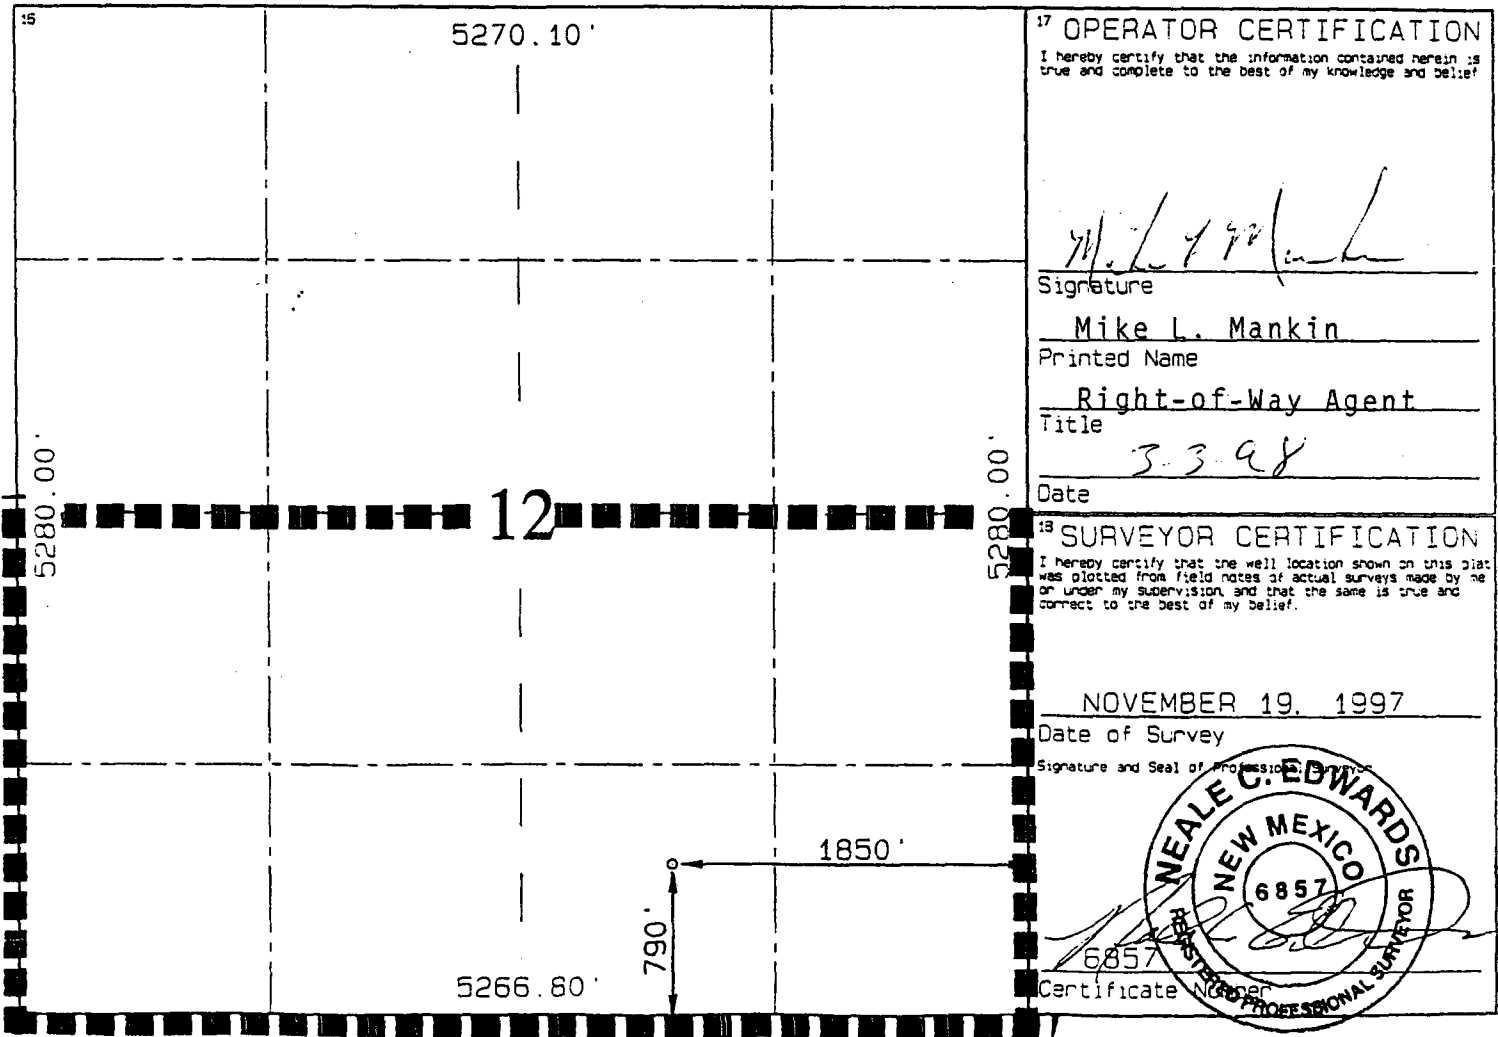 15
5270.10'
5280.00'
12
5280.00'
1850'
790'
5266.80'
17 OPERATOR CERTIFICATION
I hereby certify that the information contained herein is
true and complete to the best of my knowledge and belief
Signature
Mike L. Mankin
Printed Name
Right-of-Way Agent
Title
3-3-98
Date
18 SURVEYOR CERTIFICATION
I hereby certify that the well location shown on this plat
was plotted from field notes of actual surveys made by me
or under my supervision, and that the same is true and
correct to the best of my belief.
NOVEMBER 19, 1997
Date of Survey
Signature and Seal of Professional Surveyor
NEALE C. EDWARDS
NEW MEXICO
6857
REGISTERED PROFESSIONAL SURVEYOR
6857
Certificate Number